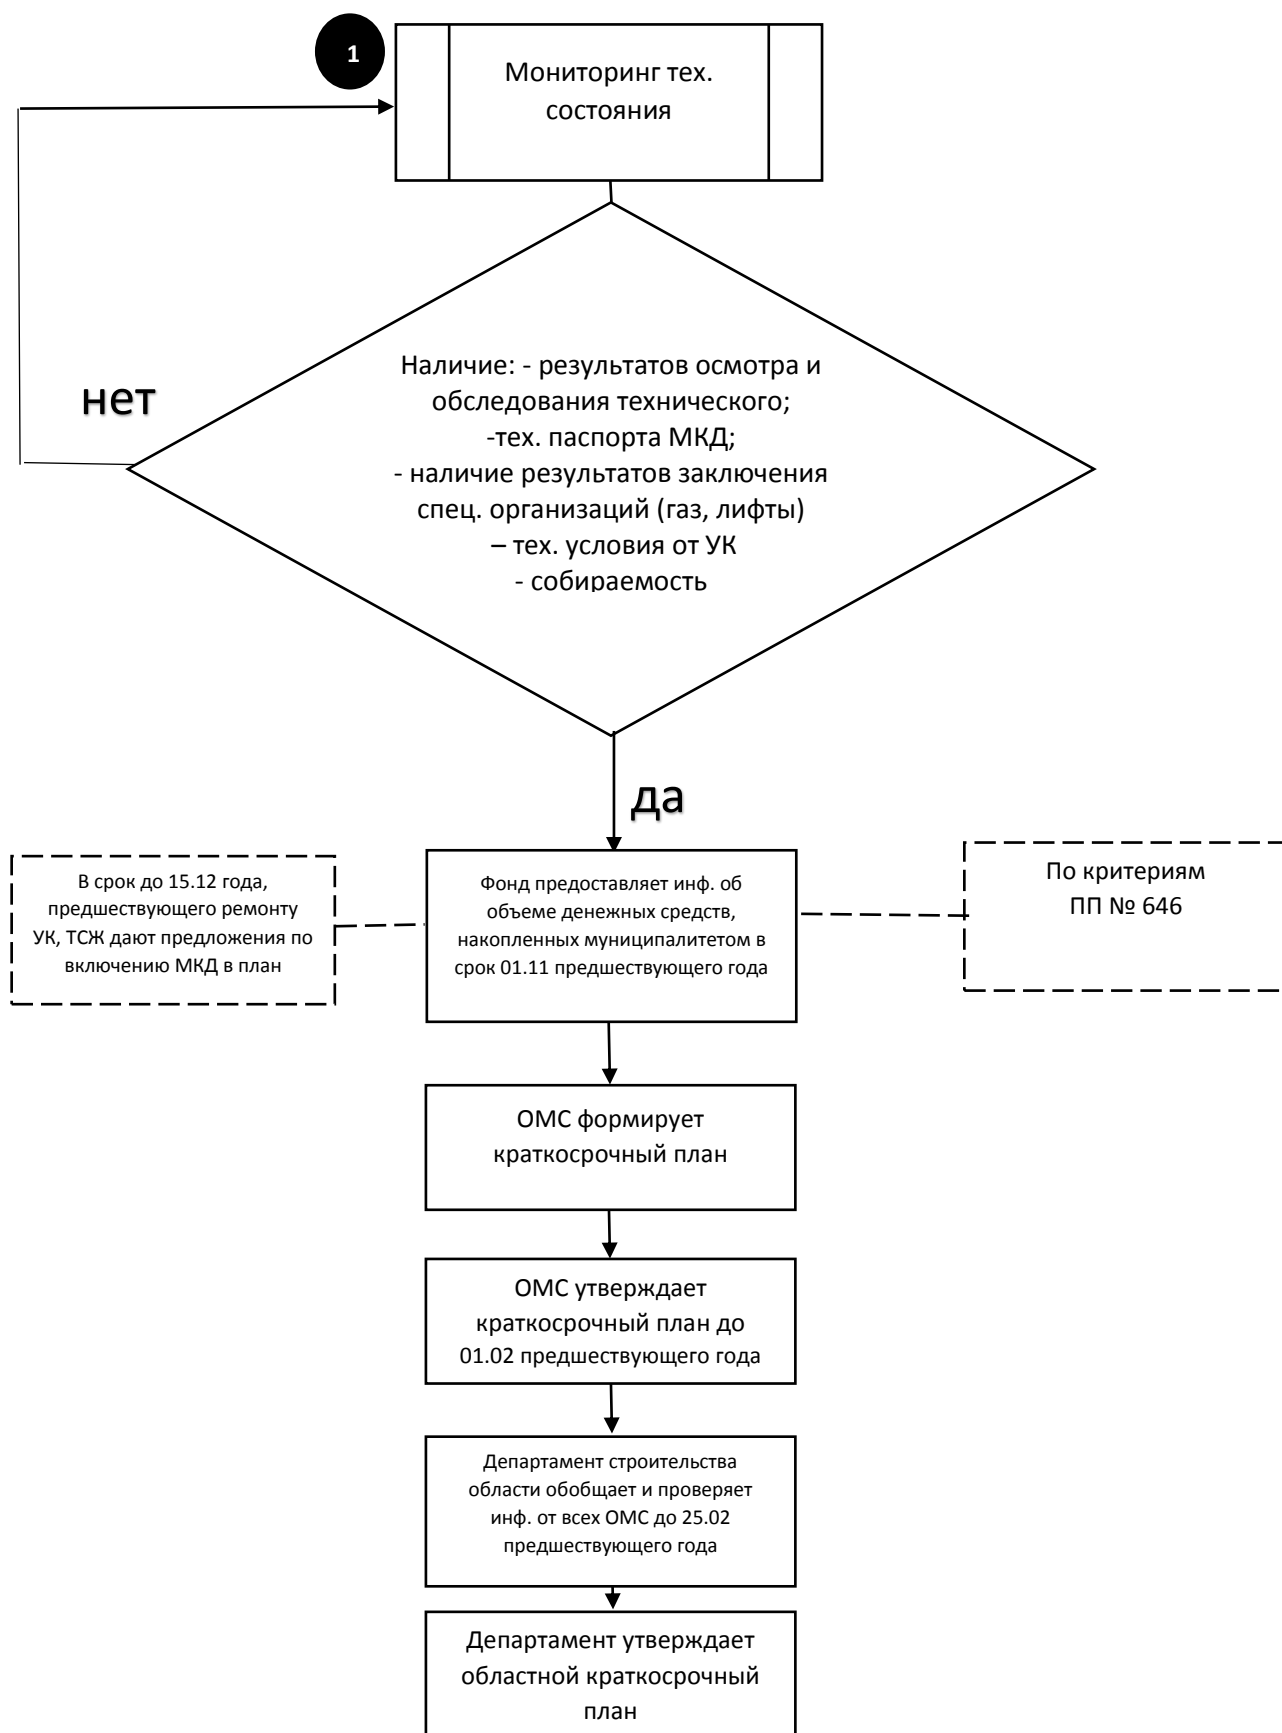 1
Мониторинг тех.
состояния
нет
Наличие: - результатов осмотра и
обследования технического;
-тех. паспорта МКД;
- наличие результатов заключения
спец. организаций (газ, лифты)
– тех. условия от УК
- собираемость
да
В срок до 15.12 года,
предшествующего ремонту
УК, ТСЖ дают предложения по
включению МКД в план
Фонд предоставляет инф. об
объеме денежных средств,
накопленных муниципалитетом в
срок 01.11 предшествующего года
По критериям
ПП № 646
ОМС формирует
краткосрочный план
ОМС утверждает
краткосрочный план до
01.02 предшествующего года
Департамент строительства
области обобщает и проверяет
инф. от всех ОМС до 25.02
предшествующего года
Департамент утверждает
областной краткосрочный
план